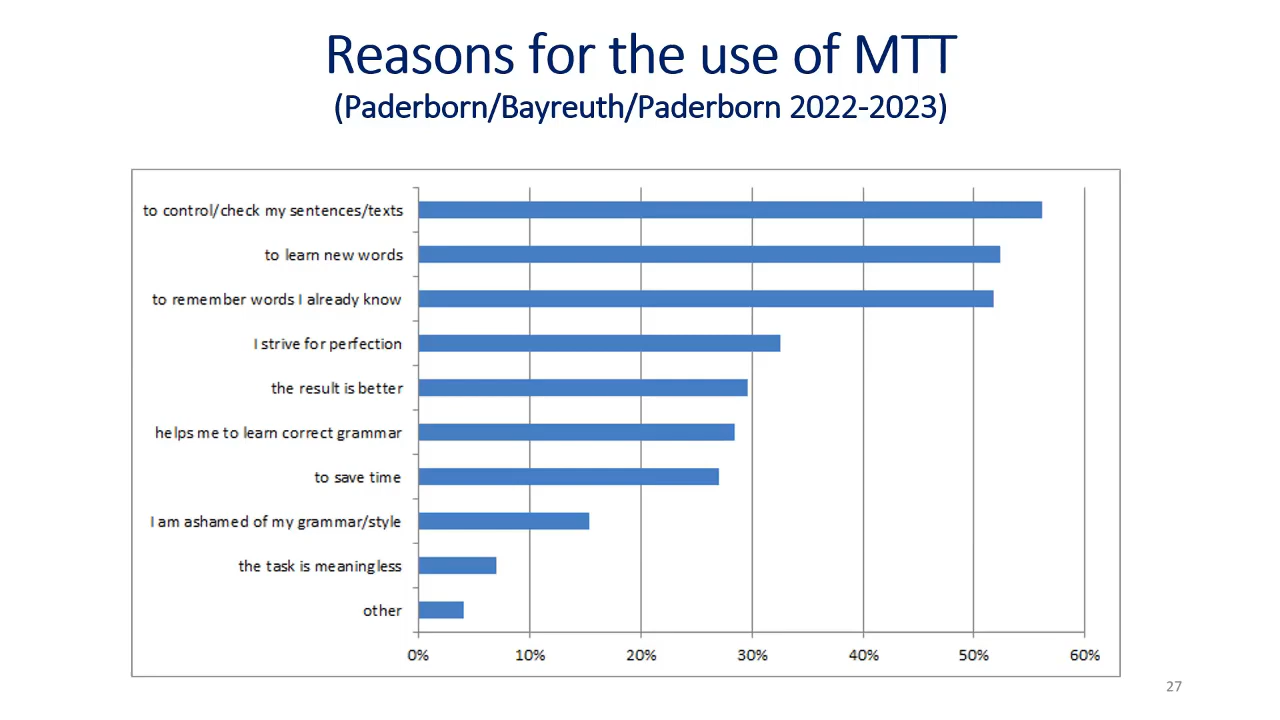 Reasons for the use of MTT
(Paderborn/Bayreuth/Paderborn 2022-2023)
to control/check my sentences/texts
to learn new words
to remember words I already know
I strive for perfection
the result is better
helps me to learn correct grammar
to save time
I am ashamed of my grammar/style
the task is meaningless
other
0% 10% 20% 30% 40% 50% 60%
27